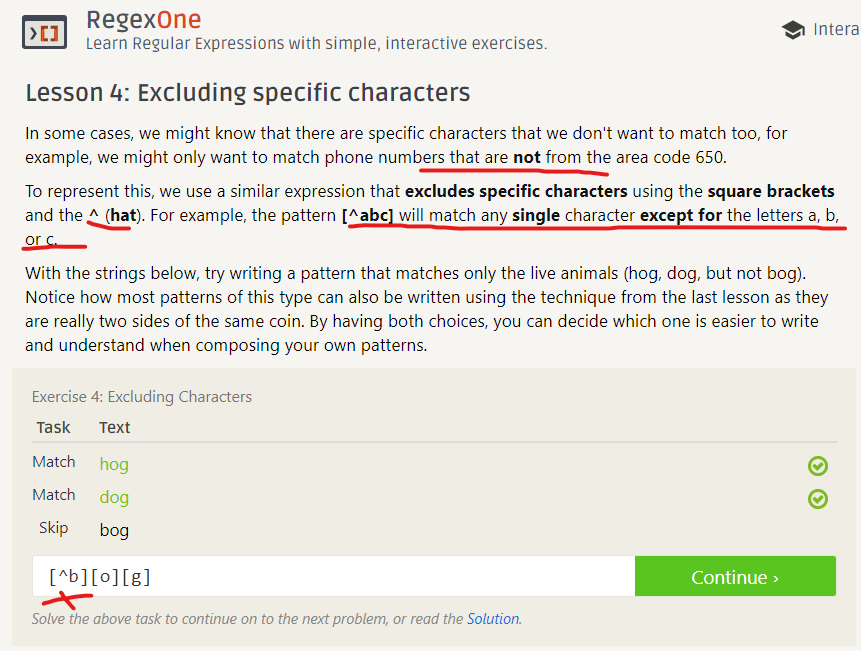 RegexOne
Learn Regular Expressions with simple, interactive exercises.
Intera
Lesson 4: Excluding specific characters
In some cases, we might know that there are specific characters that we don't want to match too, for
example, we might only want to match phone numbers that are not from the area code 650.
To represent this, we use a similar expression that excludes specific characters using the square brackets
and the ^ (hat). For example, the pattern [^abc] will match any single character except for the letters a, b,
or c.
With the strings below, try writing a pattern that matches only the live animals (hog, dog, but not bog).
Notice how most patterns of this type can also be written using the technique from the last lesson as they
are really two sides of the same coin. By having both choices, you can decide which one is easier to write
and understand when composing your own patterns.
Exercise 4: Excluding Characters
Task Text
Match hog
Match dog
Skip bog
[^b][o][g]
Continue ›
Solve the above task to continue on to the next problem, or read the Solution.